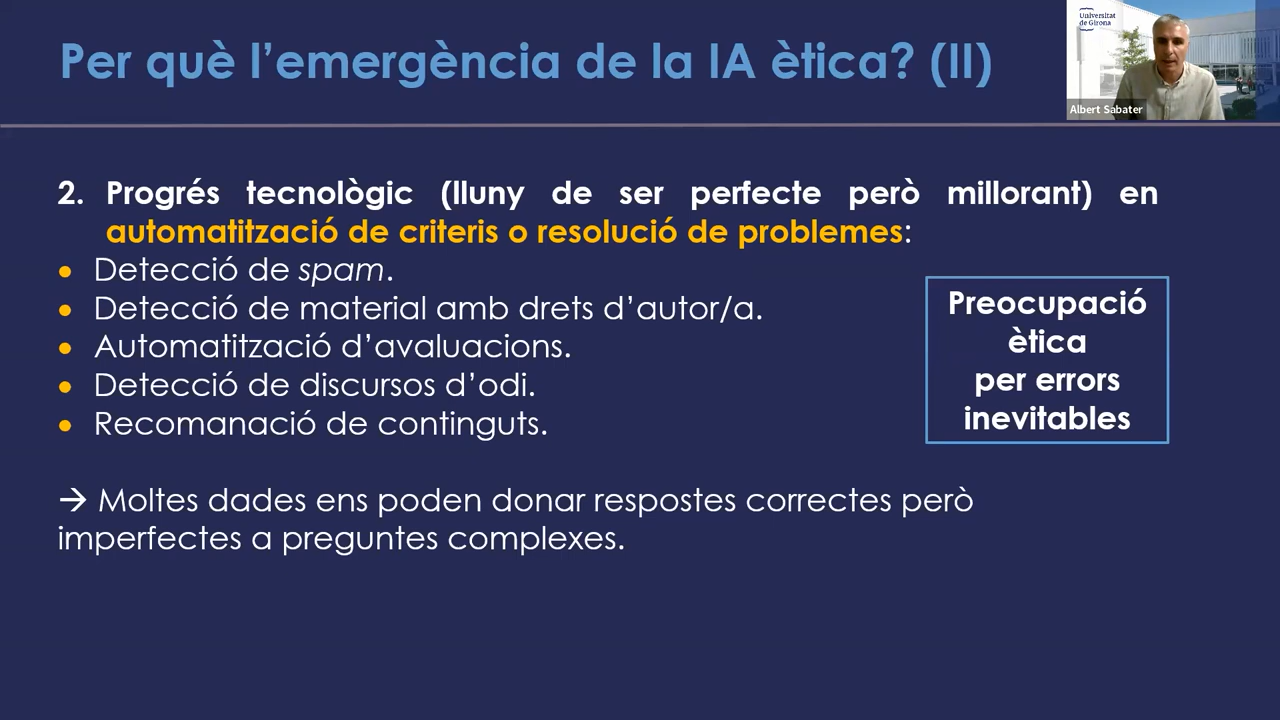 Per què l’emergència de la IA ètica? (II)
Universitat
de Girona
Albert Sabater
2. Progrés tecnològic (lluny de ser perfecte però millorant) en
automatització de criteris o resolució de problemes:
• Detecció de spam.
• Detecció de material amb drets d’autor/a.
• Automatització d’avaluacions.
• Detecció de discursos d’odi.
• Recomanació de continguts.
Preocupació
ètica
per errors
inevitables
→ Moltes dades ens poden donar respostes correctes però
imperfectes a preguntes complexes.